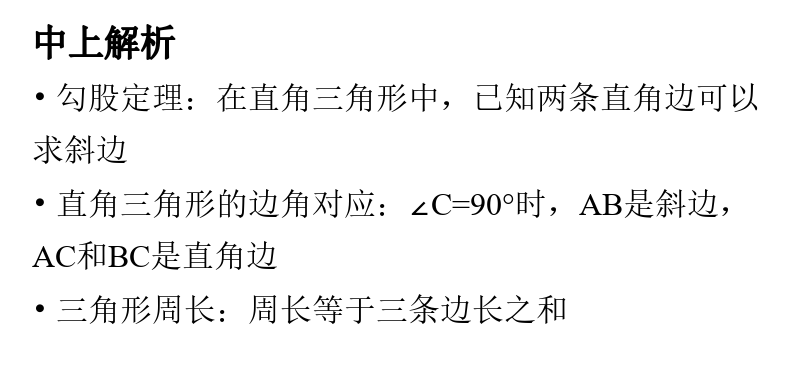 中上解析
• 勾股定理：在直角三角形中，已知两条直角边可以
求斜边
• 直角三角形的边角对应：∠C=90°时，AB是斜边，
AC和BC是直角边
• 三角形周长：周长等于三条边长之和